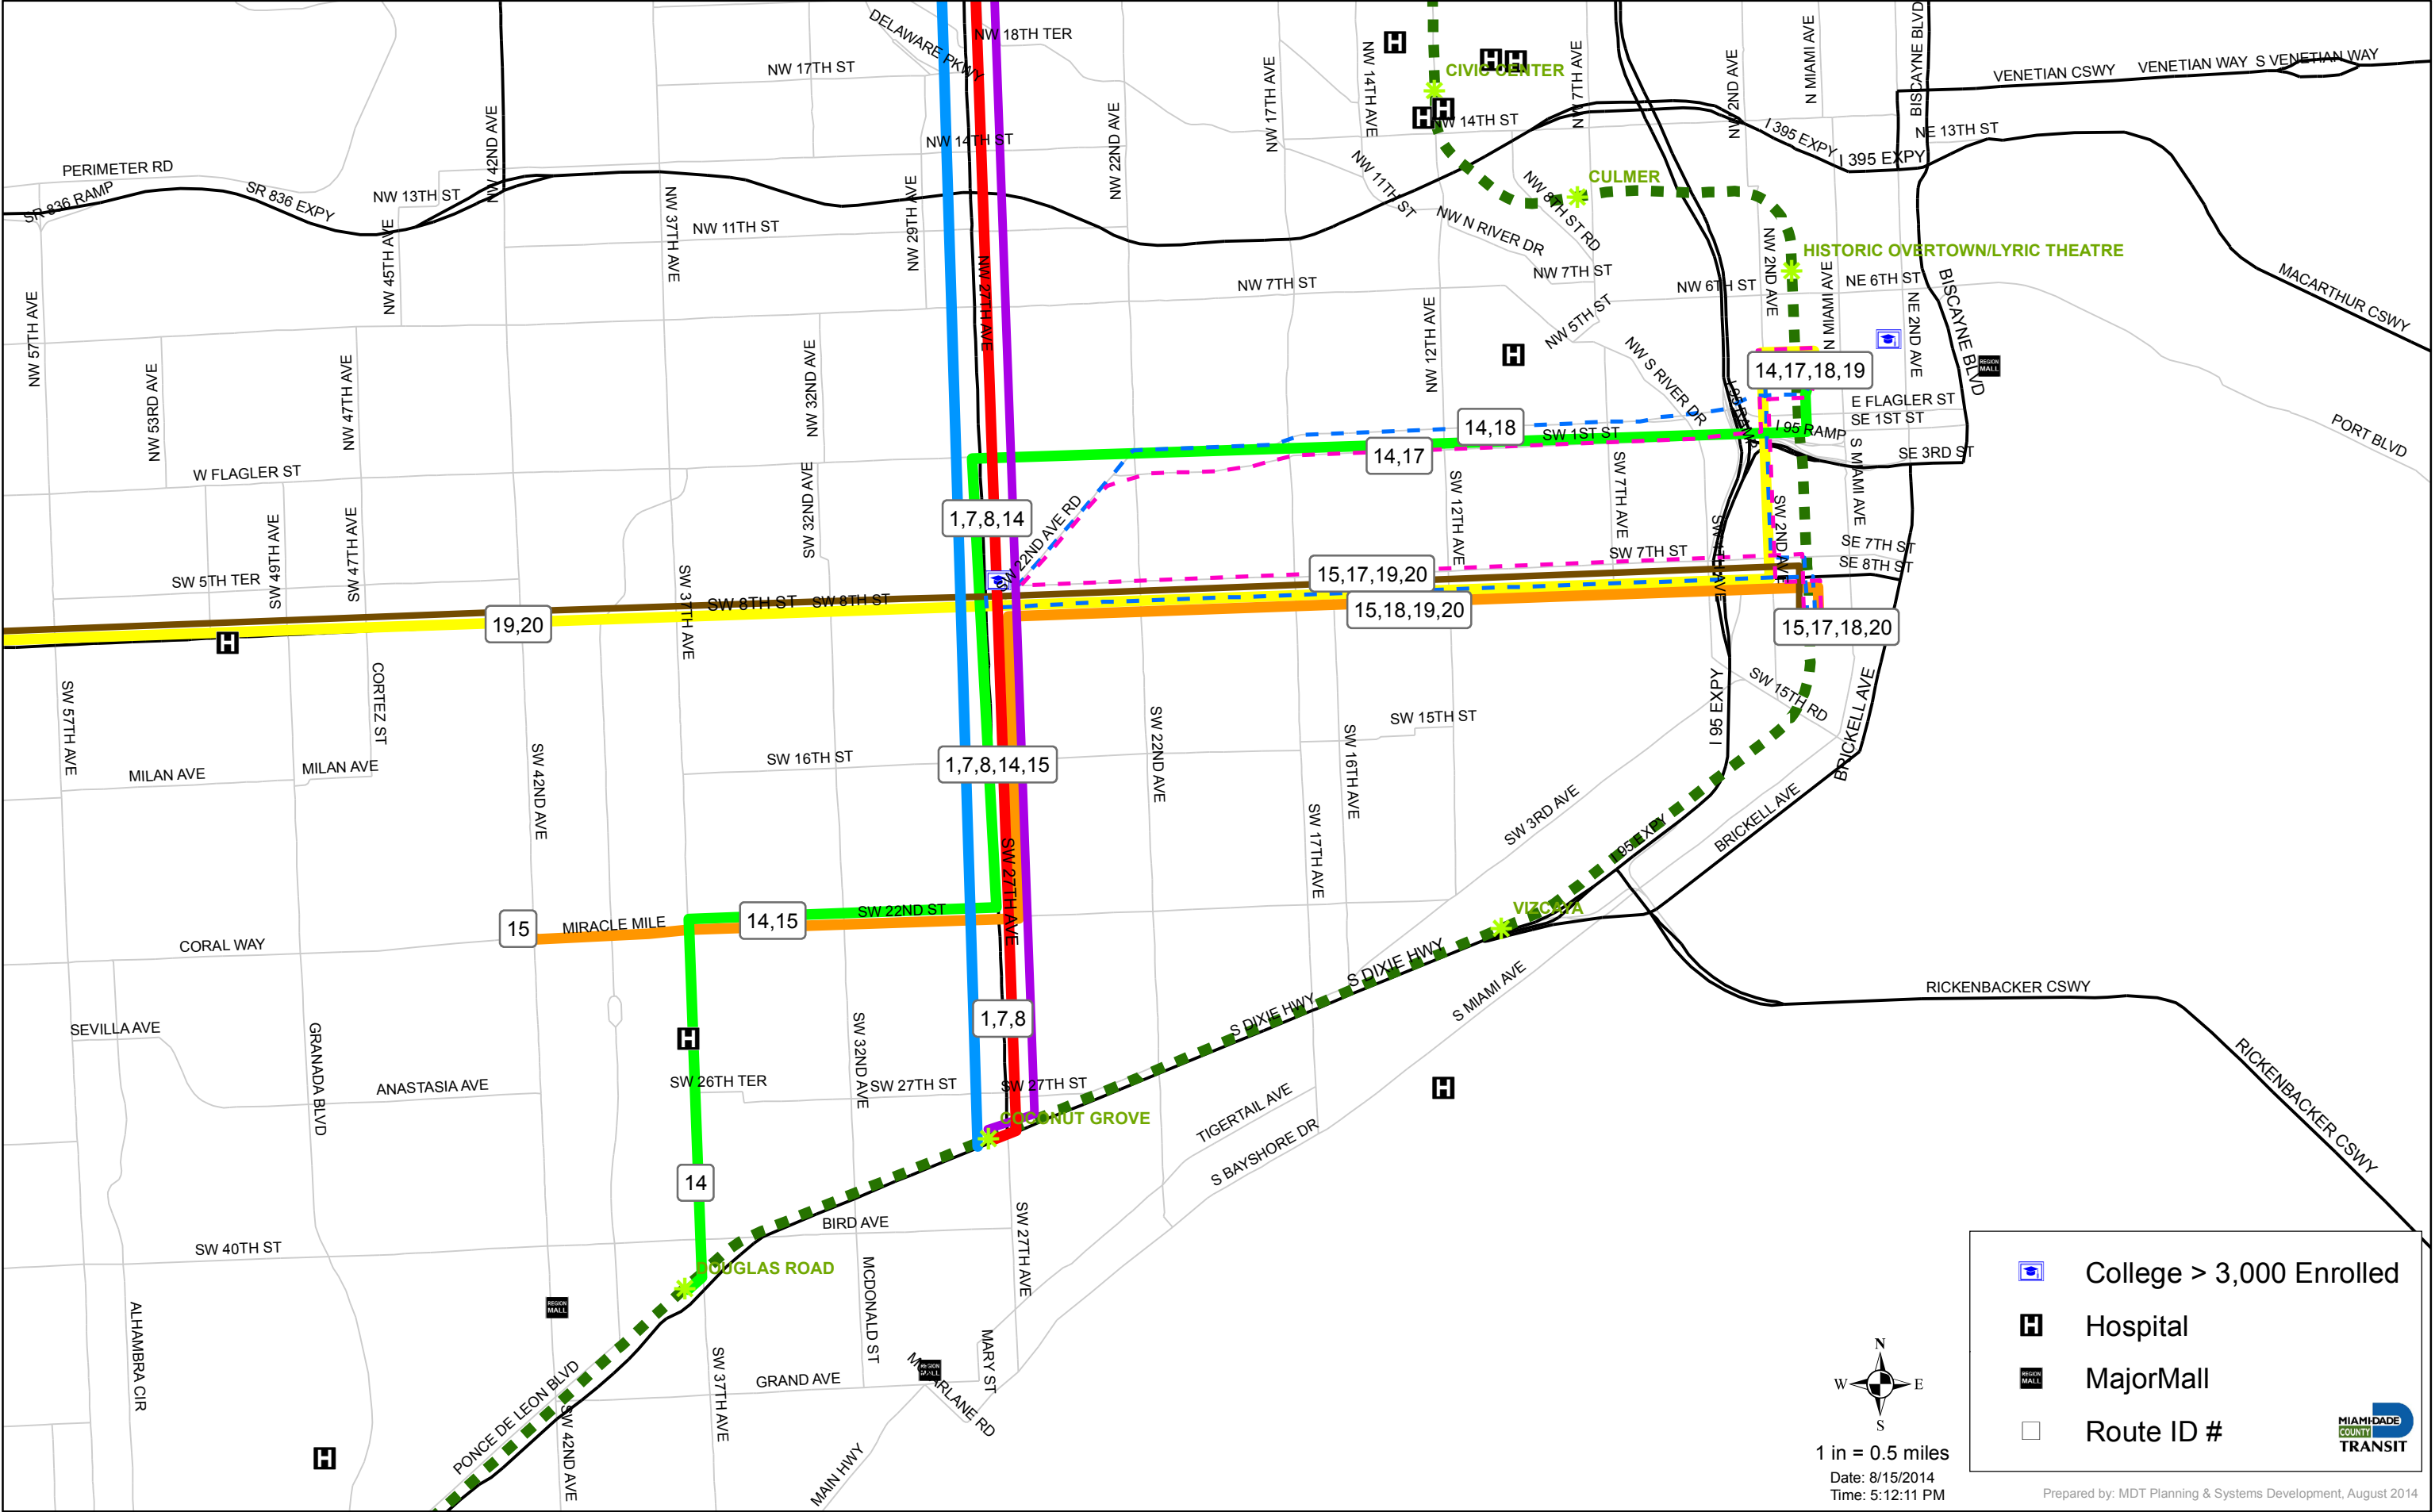 DELAWARE PKWY
NW 18TH TER
NW 17TH ST
NW 14TH ST
NW 42ND AVE
NW 22ND AVE
NW 17TH AVE
NW 14TH AVE
CIVIC CENTER
NW 7TH AVE
NW 14TH ST
NW 2ND AVE
N MIAMI AVE
BISCAYNE BLVD
VENETIAN CSWY
VENETIAN WAY
S VENETIAN WAY
I 395 EXPY
I 395 EXPY
NE 13TH ST
PERIMETER RD
SR 836 RAMP
SR 836 EXPY
NW 13TH ST
NW 45TH AVE
NW 37TH AVE
NW 11TH ST
NW 29TH AVE
NW 27TH AVE
NW 11TH ST
NW 8TH ST RD
NW N RIVER DR
CULMER
NW 7TH ST
NW 7TH ST
NW 5TH ST
NW 6TH ST
NW 2ND AVE
N MIAMI AVE
HISTORIC OVERTOWN/LYRIC THEATRE
NE 6TH ST
NE 2ND AVE
BISCAYNE BLVD
MACARTHUR CSWY
PORT BLVD
REGION
MALL
NW 57TH AVE
NW 53RD AVE
NW 47TH AVE
NW 32ND AVE
NW 12TH AVE
NW S RIVER DR
14,17,18,19
E FLAGLER ST
SE 1ST ST
I 95 RAMP
I 95 RAMP
SE 3RD ST
S MIAMI AVE
14,18
SW 1ST ST
14,17
W FLAGLER ST
SW 49TH AVE
SW 47TH AVE
SW 32ND AVE
1,7,8,14
SW 22ND AVE RD
SW 12TH AVE
SW 7TH AVE
SW 4TH AVE
SW 2ND AVE
SW 7TH ST
SE 7TH ST
SE 8TH ST
SW 5TH TER
SW 37TH AVE
15,17,19,20
SW 8TH ST
SW 8TH ST
19,20
15,18,19,20
15,17,18,20
SW 57TH AVE
CORTEZ ST
SW 42ND AVE
SW 22ND AVE
SW 15TH ST
SW 16TH AVE
SW 17TH AVE
I 95 EXPY
SW 15TH RD
BRICKELL AVE
MILAN AVE
MILAN AVE
SW 16TH ST
1,7,8,14,15
SW 3RD AVE
I 95 EXPY
BRICKELL AVE
SW 27TH AVE
15
MIRACLE MILE
14,15
SW 22ND ST
VIZCAYA
CORAL WAY
S DIXIE HWY
S DIXIE HWY
S MIAMI AVE
RICKENBACKER CSWY
RICKENBACKER CSWY
1,7,8
SEVILLA AVE
GRANADA BLVD
SW 32ND AVE
ANASTASIA AVE
SW 26TH TER
SW 27TH ST
SW 27TH ST
COCONUT GROVE
TIGERTAIL AVE
S BAYSHORE DR
14
BIRD AVE
SW 27TH AVE
SW 40TH ST
DOUGLAS ROAD
MCDONALD ST
REGION
MALL
ALHAMBRA CIR
SW 37TH AVE
GRAND AVE
MARY ST
PONCE DE LEON BLVD
SW 42ND AVE
MAIN HWY
N
W E
S
1 in = 0.5 miles
Date: 8/15/2014
Time: 5:12:11 PM
College > 3,000 Enrolled
H Hospital
REGION
MALL
MajorMall
Route ID #
MIAMI-DADE
COUNTY
TRANSIT
Prepared by: MDT Planning & Systems Development, August 2014